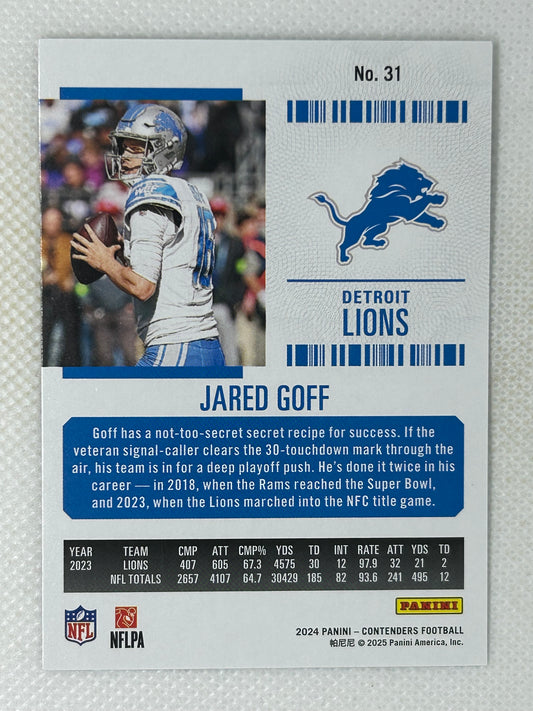 No. 31
DETROIT
LIONS
JARED GOFF
Goff has a not-too-secret secret recipe for success. If the
veteran signal-caller clears the 30-touchdown mark through the
air, his team is in for a deep playoff push. He's done it twice in his
career — in 2018, when the Rams reached the Super Bowl,
and 2023, when the Lions marched into the NFC title game.
YEAR TEAM CMP ATT CMP% YDS TD INT RATE ATT YDS TD
2023 LIONS 407 605 67.3 4575 30 12 97.9 32 21 2
NFL TOTALS 2657 4107 64.7 30429 185 82 93.6 241 495 12
PANINI
NFL
NFLPA
2024 PANINI – CONTENDERS FOOTBALL
帕尼尼 © 2025 Panini America, Inc.